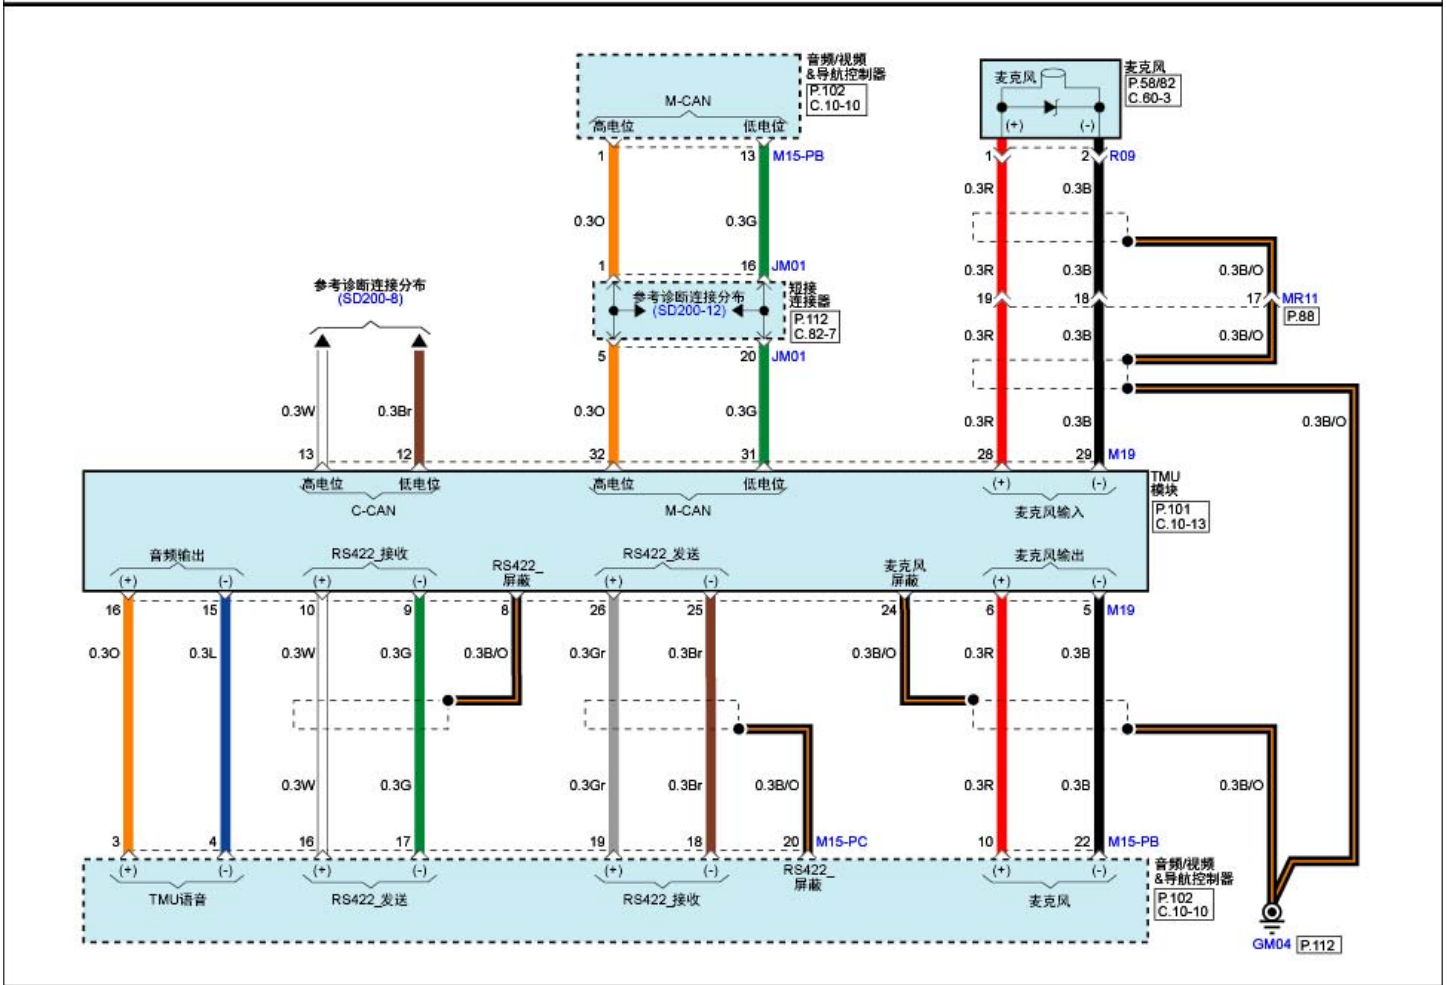 音频/视频
&导航控制器
P.102
C.10-10
M-CAN
高电位
低电位
麦克风
P.58/82
C.60-3
麦克风
(+)
(-)
1
13
M15-PB
1
2
R09
0.3R
0.3B
0.3O
0.3G
1
16
JM01
0.3R
0.3B
0.3B/O
参考诊断连接分布
(SD200-8)
参考诊断连接分布
(SD200-12)
短接
连接器
P.112
C.82-7
19
18
17
MR11
P.88
0.3R
0.3B
0.3B/O
5
20
JM01
0.3W
0.3Br
0.3O
0.3G
0.3R
0.3B
0.3B/O
13
12
32
31
28
29
M19
高电位
低电位
高电位
低电位
(+)
(-)
C-CAN
M-CAN
麦克风输入
TMU
模块
P.101
C.10-13
音频输出
RS422_接收
RS422_
屏蔽
RS422_发送
麦克风
屏蔽
麦克风输出
(+)
(-)
(+)
(-)
(+)
(-)
(+)
(-)
16
15
10
9
8
26
25
24
6
5
M19
0.3O
0.3L
0.3W
0.3G
0.3B/O
0.3Gr
0.3Br
0.3B/O
0.3R
0.3B
0.3W
0.3G
0.3Gr
0.3Br
0.3B/O
0.3R
0.3B
0.3B/O
3
4
16
17
19
18
20
M15-PC
10
22
M15-PB
(+)
(-)
(+)
(-)
(+)
(-)
RS422_
屏蔽
(+)
(-)
TMU语音
RS422_发送
RS422_接收
麦克风
音频/视频
&导航控制器
P.102
C.10-10
GM04
P.112